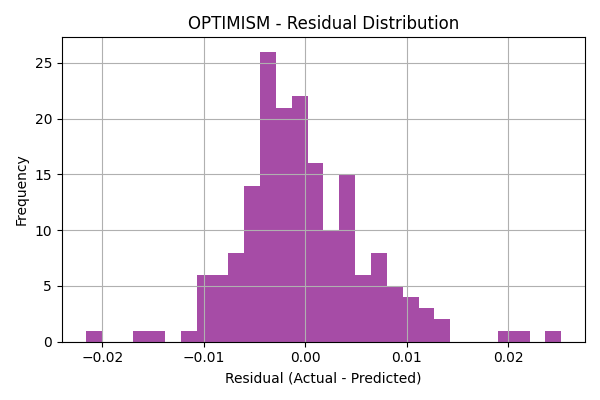 OPTIMISM - Residual Distribution
Frequency
25
20
15
10
5
0
−0.02 −0.01 0.00 0.01 0.02
Residual (Actual - Predicted)